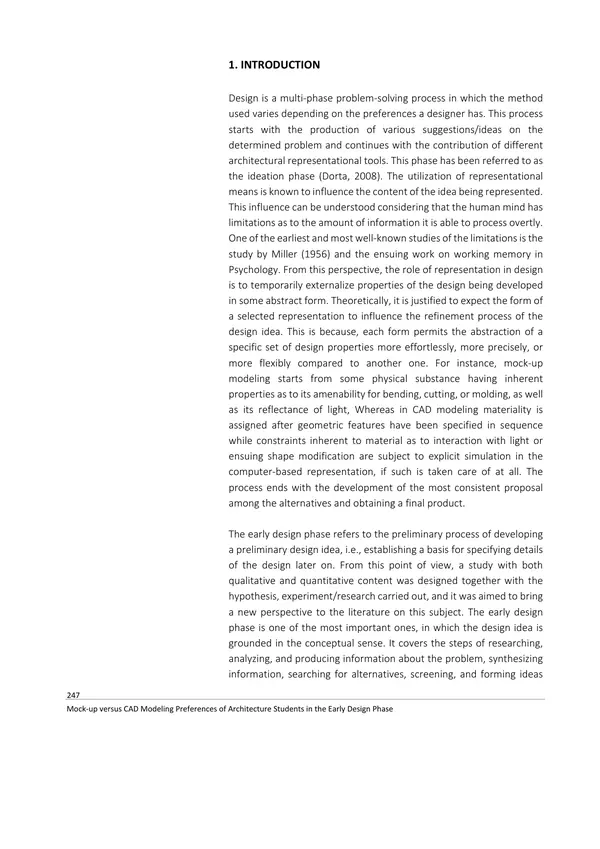 1. INTRODUCTION
Design is a multi-phase problem-solving process in which the method
used varies depending on the preferences a designer has. This process
starts with the production of various suggestions/ideas on the
determined problem and continues with the contribution of different
architectural representational tools. This phase has been referred to as
the ideation phase (Dorta, 2008). The utilization of representational
means is known to influence the content of the idea being represented.
This influence can be understood considering that the human mind has
limitations as to the amount of information it is able to process overtly.
One of the earliest and most well-known studies of the limitations is the
study by Miller (1956) and the ensuing work on working memory in
Psychology. From this perspective, the role of representation in design
is to temporarily externalize properties of the design being developed
in some abstract form. Theoretically, it is justified to expect the form of
a selected representation to influence the refinement process of the
design idea. This is because, each form permits the abstraction of a
specific set of design properties more effortlessly, more precisely, or
more flexibly compared to another one. For instance, mock-up
modeling starts from some physical substance having inherent
properties as to its amenability for bending, cutting, or molding, as well
as its reflectance of light, Whereas in CAD modeling materiality is
assigned after geometric features have been specified in sequence
while constraints inherent to material as to interaction with light or
ensuing shape modification are subject to explicit simulation in the
computer-based representation, if such is taken care of at all. The
process ends with the development of the most consistent proposal
among the alternatives and obtaining a final product.
The early design phase refers to the preliminary process of developing
a preliminary design idea, i.e., establishing a basis for specifying details
of the design later on. From this point of view, a study with both
qualitative and quantitative content was designed together with the
hypothesis, experiment/research carried out, and it was aimed to bring
a new perspective to the literature on this subject. The early design
phase is one of the most important ones, in which the design idea is
grounded in the conceptual sense. It covers the steps of researching,
analyzing, and producing information about the problem, synthesizing
information, searching for alternatives, screening, and forming ideas
247
Mock-up versus CAD Modeling Preferences of Architecture Students in the Early Design Phase